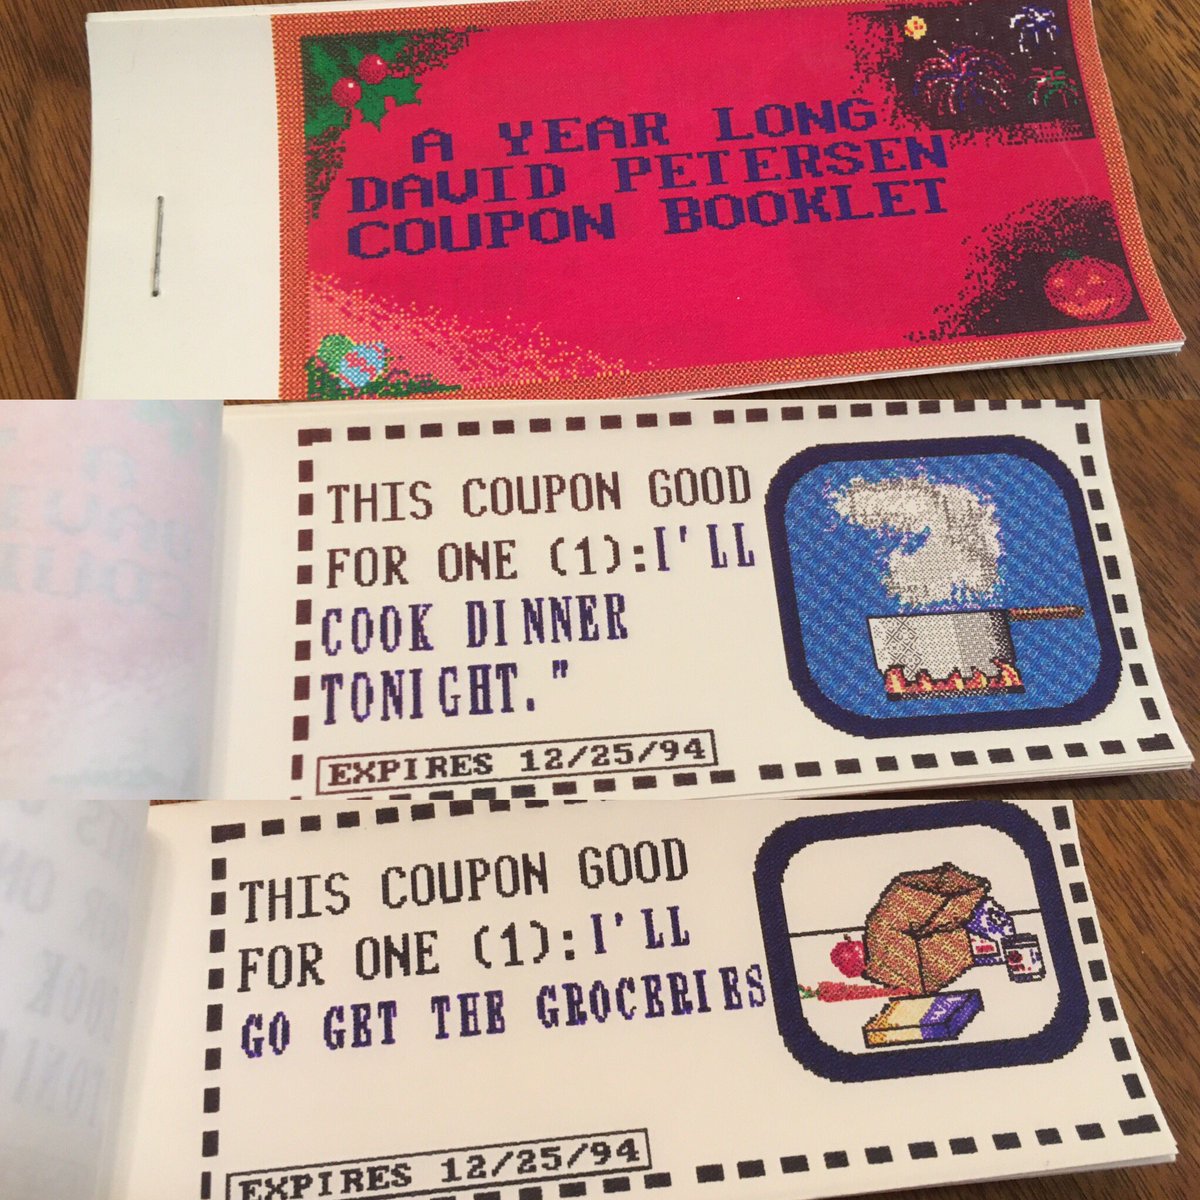 A YEAR LONG
DAVID PETERSEN
COUPON BOOKLET
THIS COUPON GOOD
FOR ONE (1):I'LL
COOK DINNER
TONIGHT."
EXPIRES 12/25/94
THIS COUPON GOOD
FOR ONE (1):I'LL
GO GET THE GROCERIES
EXPIRES 12/25/94